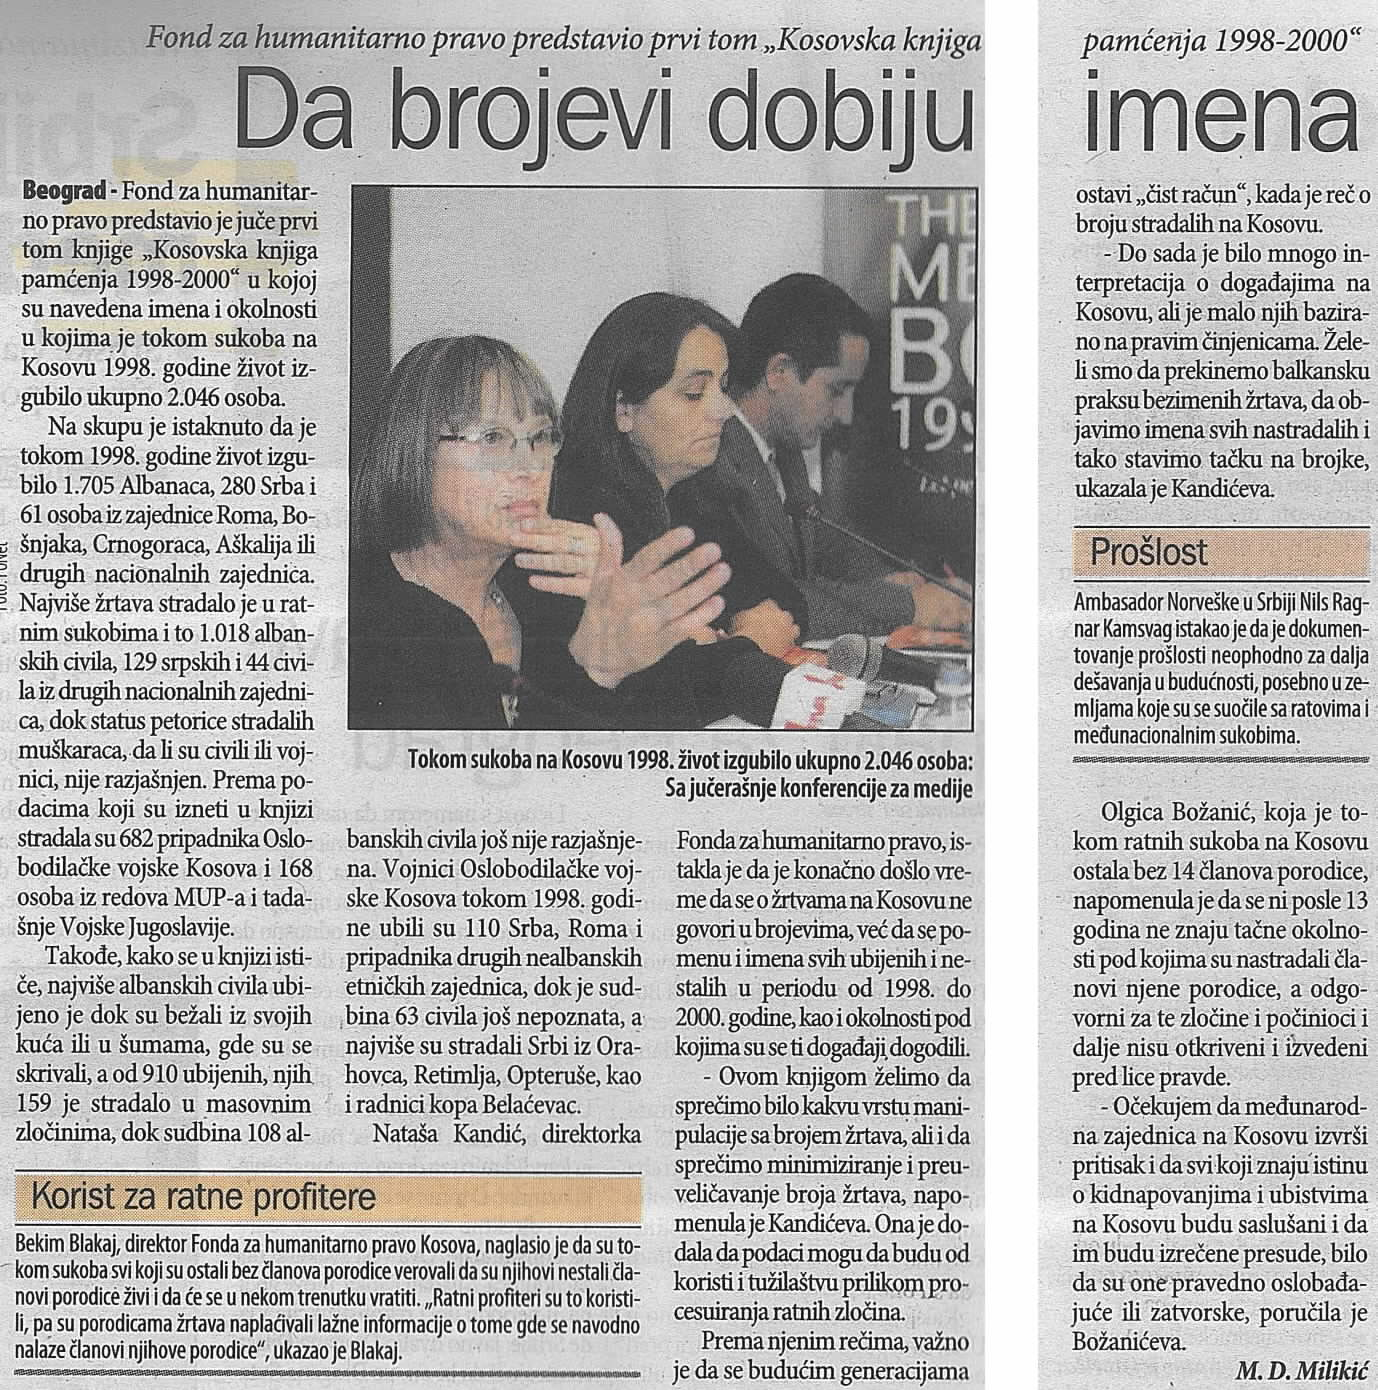 Fond za humanitarno pravo predstavio prvi tom „Kosovska knjiga pamćenja 1998-2000“
Da brojevi dobiju imena
Beograd - Fond za humanitar-
no pravo predstavio je juče prvi
tom knjige „Kosovska knjiga
pamćenja 1998-2000“ u kojoj
su navedena imena i okolnosti
u kojima je tokom sukoba na
Kosovu 1998. godine život iz-
gubilo ukupno 2.046 osoba.
Na skupu je istaknuto da je
tokom 1998. godine život izgu-
bilo 1.705 Albanaca, 280 Srba i
61 osoba iz zajednice Roma, Bo-
šnjaka, Crnogoraca, Aškalija ili
drugih nacionalnih zajednica.
Najviše žrtava stradalo je u rat-
nim sukobima i to 1.018 alban-
skih civila, 129 srpskih i 44 civi-
la iz drugih nacionalnih zajedni-
ca, dok status petorice stradalih
muškaraca, da li su civili ili voj-
nici, nije razjašnjen. Prema po-
dacima koji su izneti u knjizi
stradala su 682 pripadnika Oslo-
bodilačke vojske Kosova i 168
osoba iz redova MUP-a i tada-
šnje Vojske Jugoslavije.
Takođe, kako se u knjizi isti-
če, najviše albanskih civila ubi-
jeno je dok su bežali iz svojih
kuća ili u šumama, gde su se
skrivali, a od 910 ubijenih, njih
159 je stradalo u masovnim
zločinima, dok sudbina 108 al-
THE
ME
BO
199
Tokom sukoba na Kosovu 1998. život izgubilo ukupno 2.046 osoba:
Sa jučerašnje konferencije za medije
banskih civila još nije razjašnje-
na. Vojnici Oslobodilačke voj-
ske Kosova tokom 1998. godi-
ne ubili su 110 Srba, Roma i
pripadnika drugih nealbanskih
etničkih zajednica, dok je sud-
bina 63 civila još nepoznata, a
najviše su stradali Srbi iz Ora-
hovca, Retimlja, Opteruše, kao
i radnici kopa Belaćevac.
Nataša Kandić, direktorka
Fonda za humanitarno pravo, is-
takla je da je konačno došlo vre-
me da se o žrtvama na Kosovu ne
govori u brojevima, već da se po-
menu i imena svih ubijenih i ne-
stalih u periodu od 1998. do
2000. godine, kao i okolnosti pod
kojima su se ti događaji dogodili.
- Ovom knjigom želimo da
sprečimo bilo kakvu vrstu mani-
pulacije sa brojem žrtava, ali i da
sprečimo minimiziranje i preu-
veličavanje broja žrtava, napo-
menula je Kandićeva. Ona je do-
dala da podaci mogu da budu od
koristi i tužilaštvu prilikom pro-
cesuiranja ratnih zločina.
Prema njenim rečima, važno
je da se budućim generacijama
ostavi „čist račun“, kada je reč o
broju stradalih na Kosovu.
- Do sada je bilo mnogo in-
terpretacija o događajima na
Kosovu, ali je malo njih bazira-
no na pravim činjenicama. Žele-
li smo da prekinemo balkansku
praksu bezimenih žrtava, da ob-
javimo imena svih nastradalih i
tako stavimo tačku na brojke,
ukazala je Kandićeva.
Prošlost
Ambasador Norveške u Srbiji Nils Rag-
nar Kamsvag istakao je da je dokumen-
tovanje prošlosti neophodno za dalja
dešavanja u budućnosti, posebno u ze-
mljama koje su se suočile sa ratovima i
međunacionalnim sukobima.
Olgica Božanić, koja je to-
kom ratnih sukoba na Kosovu
ostala bez 14 članova porodice,
napomenula je da se ni posle 13
godina ne znaju tačne okolno-
sti pod kojima su nastradali čla-
novi njene porodice, a odgo-
vorni za te zločine i počinioci i
dalje nisu otkriveni i izvedeni
pred lice pravde.
- Očekujem da međunarod-
na zajednica na Kosovu izvrši
pritisak i da svi koji znaju istinu
o kidnapovanjima i ubistvima
na Kosovu budu saslušani i da
im budu izrečene presude, bilo
da su one pravedno oslobađa-
juće ili zatvorske, poručila je
Božanićeva.
M. D. Milikić
Korist za ratne profitere
Bekim Blakaj, direktor Fonda za humanitarno pravo Kosova, naglasio je da su to-
kom sukoba svi koji su ostali bez članova porodice verovali da su njihovi nestali čla-
novi porodice živi i da će se u nekom trenutku vratiti. „Ratni profiteri su to koristi-
li, pa su porodicama žrtava naplaćivali lažne informacije o tome gde se navodno
nalaze članovi njihove porodice“, ukazao je Blakaj.